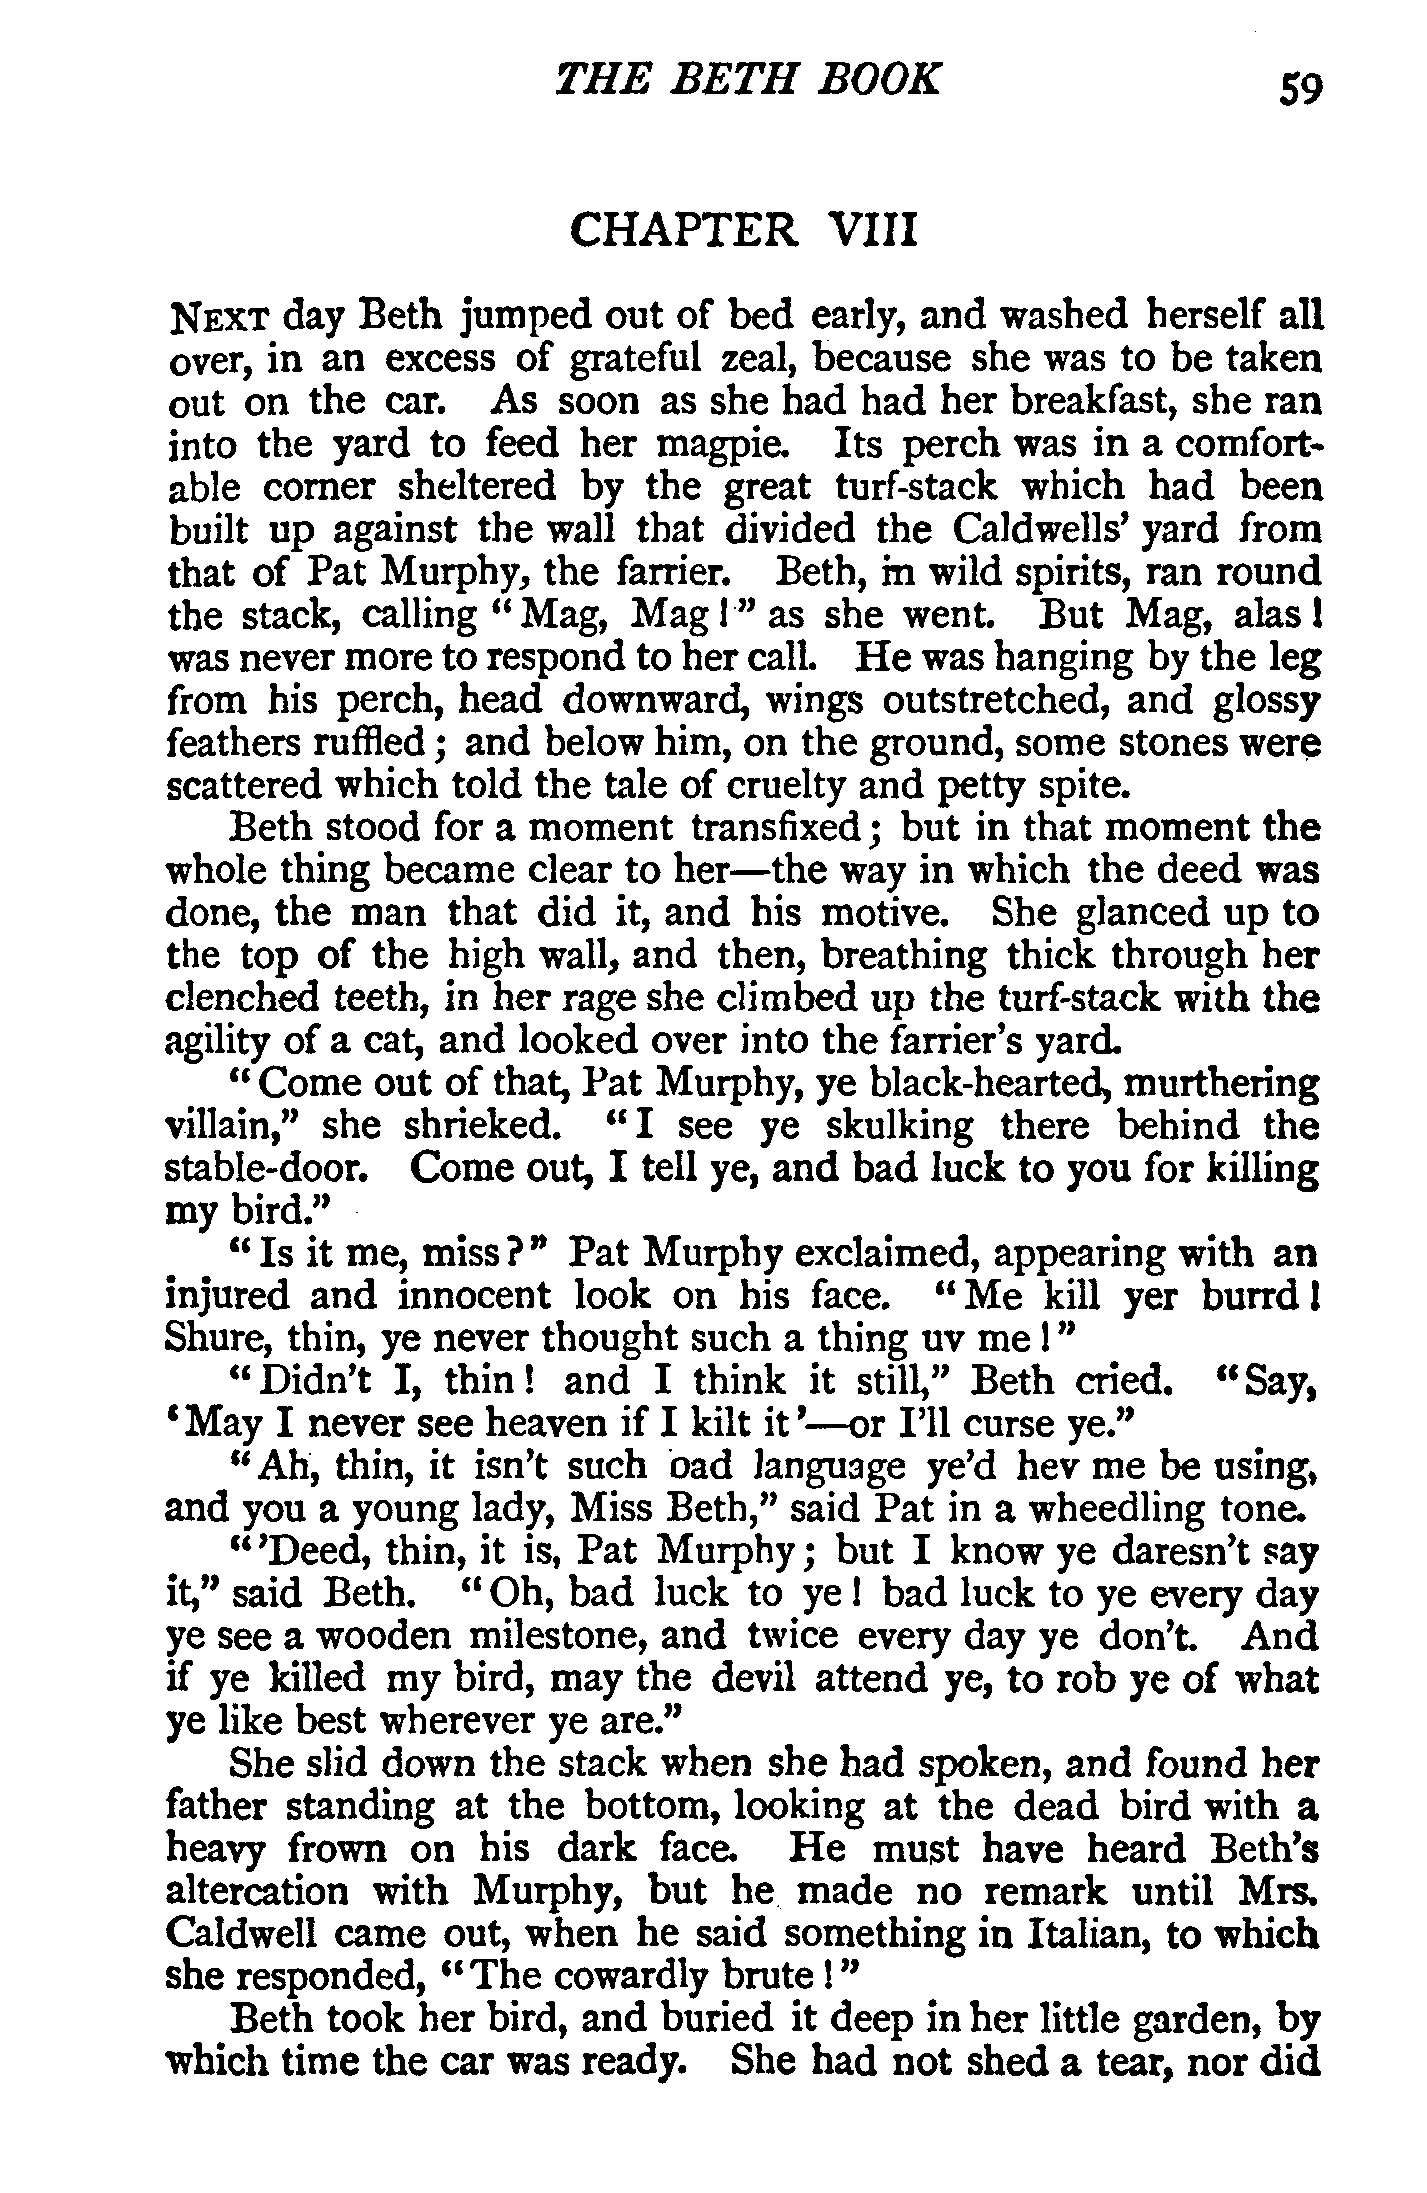 THE BETH BOOK 59
CHAPTER VIII
NEXT day Beth jumped out of bed early, and washed herself all
over, in an excess of grateful zeal, because she was to be taken
out on the car. As soon as she had had her breakfast, she ran
into the yard to feed her magpie. Its perch was in a comfort-
able corner sheltered by the great turf-stack which had been
built up against the wall that divided the Caldwells' yard from
that of Pat Murphy, the farrier. Beth, in wild spirits, ran round
the stack, calling "Mag, Mag!" as she went. But Mag, alas!
was never more to respond to her call. He was hanging by the leg
from his perch, head downward, wings outstretched, and glossy
feathers ruffled; and below him, on the ground, some stones were
scattered which told the tale of cruelty and petty spite.
Beth stood for a moment transfixed; but in that moment the
whole thing became clear to her—the way in which the deed was
done, the man that did it, and his motive. She glanced up to
the top of the high wall, and then, breathing thick through her
clenched teeth, in her rage she climbed up the turf-stack with the
agility of a cat, and looked over into the farrier's yard.
"Come out of that, Pat Murphy, ye black-hearted, murthering
villain," she shrieked. "I see ye skulking there behind the
stable-door. Come out, I tell ye, and bad luck to you for killing
my bird."
"Is it me, miss?" Pat Murphy exclaimed, appearing with an
injured and innocent look on his face. "Me kill yer burrd!
Shure, thin, ye never thought such a thing uv me!"
"Didn't I, thin! and I think it still," Beth cried. "Say,
'May I never see heaven if I kilt it'—or I'll curse ye."
"Ah, thin, it isn't such bad language ye'd hev me be using,
and you a young lady, Miss Beth," said Pat in a wheedling tone.
"'Deed, thin, it is, Pat Murphy; but I know ye daresn't say
it," said Beth. "Oh, bad luck to ye! bad luck to ye every day
ye see a wooden milestone, and twice every day ye don't. And
if ye killed my bird, may the devil attend ye, to rob ye of what
ye like best wherever ye are."
She slid down the stack when she had spoken, and found her
father standing at the bottom, looking at the dead bird with a
heavy frown on his dark face. He must have heard Beth's
altercation with Murphy, but he made no remark until Mrs.
Caldwell came out, when he said something in Italian, to which
she responded, "The cowardly brute!"
Beth took her bird, and buried it deep in her little garden, by
which time the car was ready. She had not shed a tear, nor did